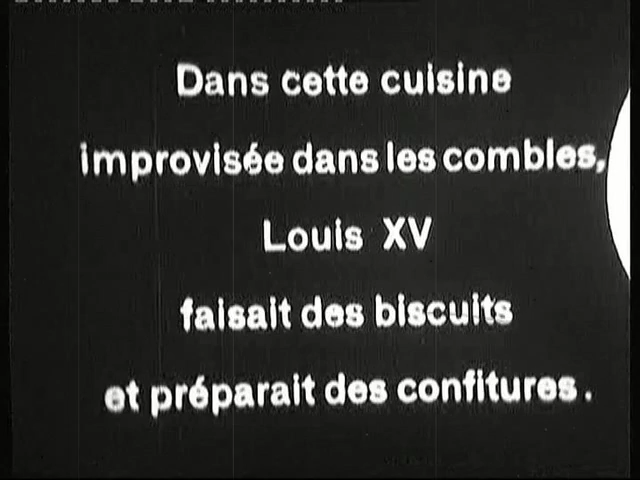 Dans cette cuisine
improvisée dans les combles,
Louis XV
faisait des biscuits
et préparait des confitures.